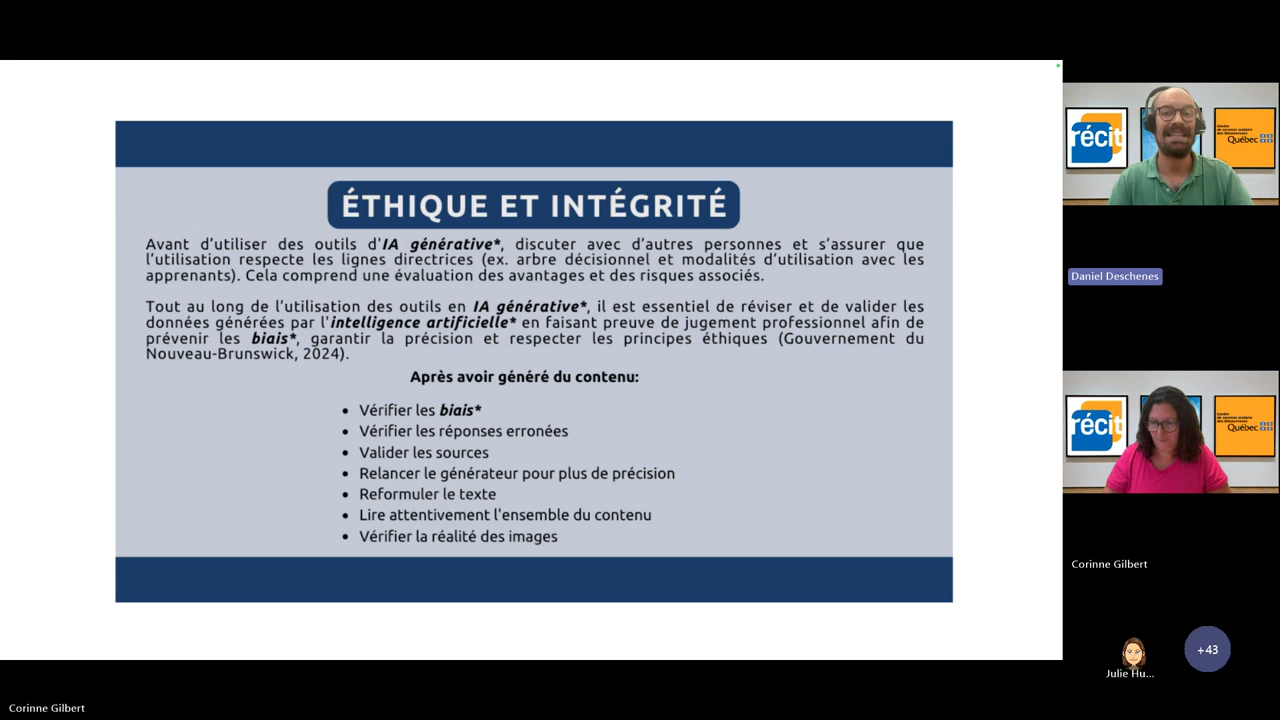 ÉTHIQUE ET INTÉGRITÉ
Avant d'utiliser des outils d'IA générative*, discuter avec d'autres personnes et s'assurer que
l'utilisation respecte les lignes directrices (ex. arbre décisionnel et modalités d'utilisation avec les
apprenants). Cela comprend une évaluation des avantages et des risques associés.
Tout au long de l'utilisation des outils en IA générative*, il est essentiel de réviser et de valider les
données générées par l'intelligence artificielle* en faisant preuve de jugement professionnel afin de
prévenir les biais*, garantir la précision et respecter les principes éthiques (Gouvernement du
Nouveau-Brunswick, 2024).
Après avoir généré du contenu:
• Vérifier les biais*
• Vérifier les réponses erronées
• Valider les sources
• Relancer le générateur pour plus de précision
• Reformuler le texte
• Lire attentivement l'ensemble du contenu
• Vérifier la réalité des images
récit
Québec
Daniel Deschenes
récit
Québec
Corinne Gilbert
Julie Hu...
+43
Corinne Gilbert